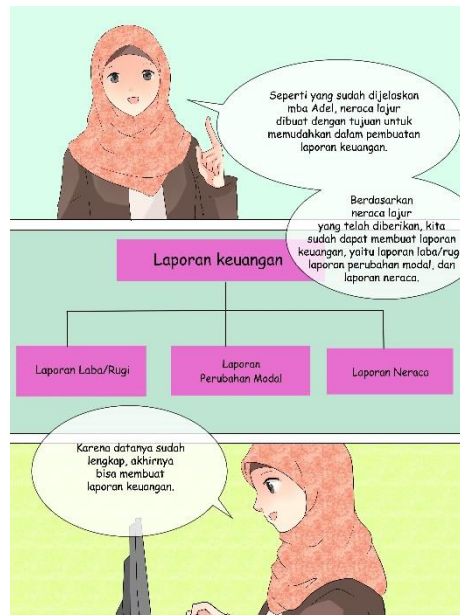 Seperti yang sudah dijelaskan
mba Adel, neraca lajur
dibuat dengan tujuan untuk
memudahkan dalam pembuatan
laporan keuangan.
Berdasarkan
neraca lajur
yang telah diberikan, kita
sudah dapat membuat laporan
keuangan, yaitu laporan laba/rugi
laporan perubahan modal, dan
laporan neraca.
Laporan keuangan
Laporan Laba/Rugi
Laporan
Perubahan Modal
Laporan Neraca
Karena datanya sudah
lengkap, akhirnya
bisa membuat
laporan keuangan.